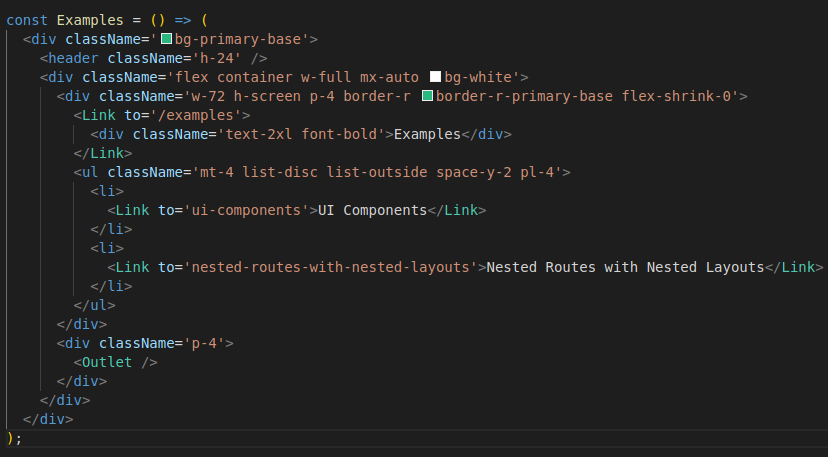 const Examples = () => (
  <div className='bg-primary-base'>
    <header className='h-24' />
    <div className='flex container w-full mx-auto bg-white'>
      <div className='w-72 h-screen p-4 border-r border-r-primary-base flex-shrink-0'>
        <Link to='/examples'>
          <div className='text-2xl font-bold'>Examples</div>
        </Link>
        <ul className='mt-4 list-disc list-outside space-y-2 pl-4'>
          <li>
            <Link to='ui-components'>UI Components</Link>
          </li>
          <li>
            <Link to='nested-routes-with-nested-layouts'>Nested Routes with Nested Layouts</Link>
          </li>
        </ul>
      </div>
      <div className='p-4'>
        <Outlet />
      </div>
    </div>
  </div>
);